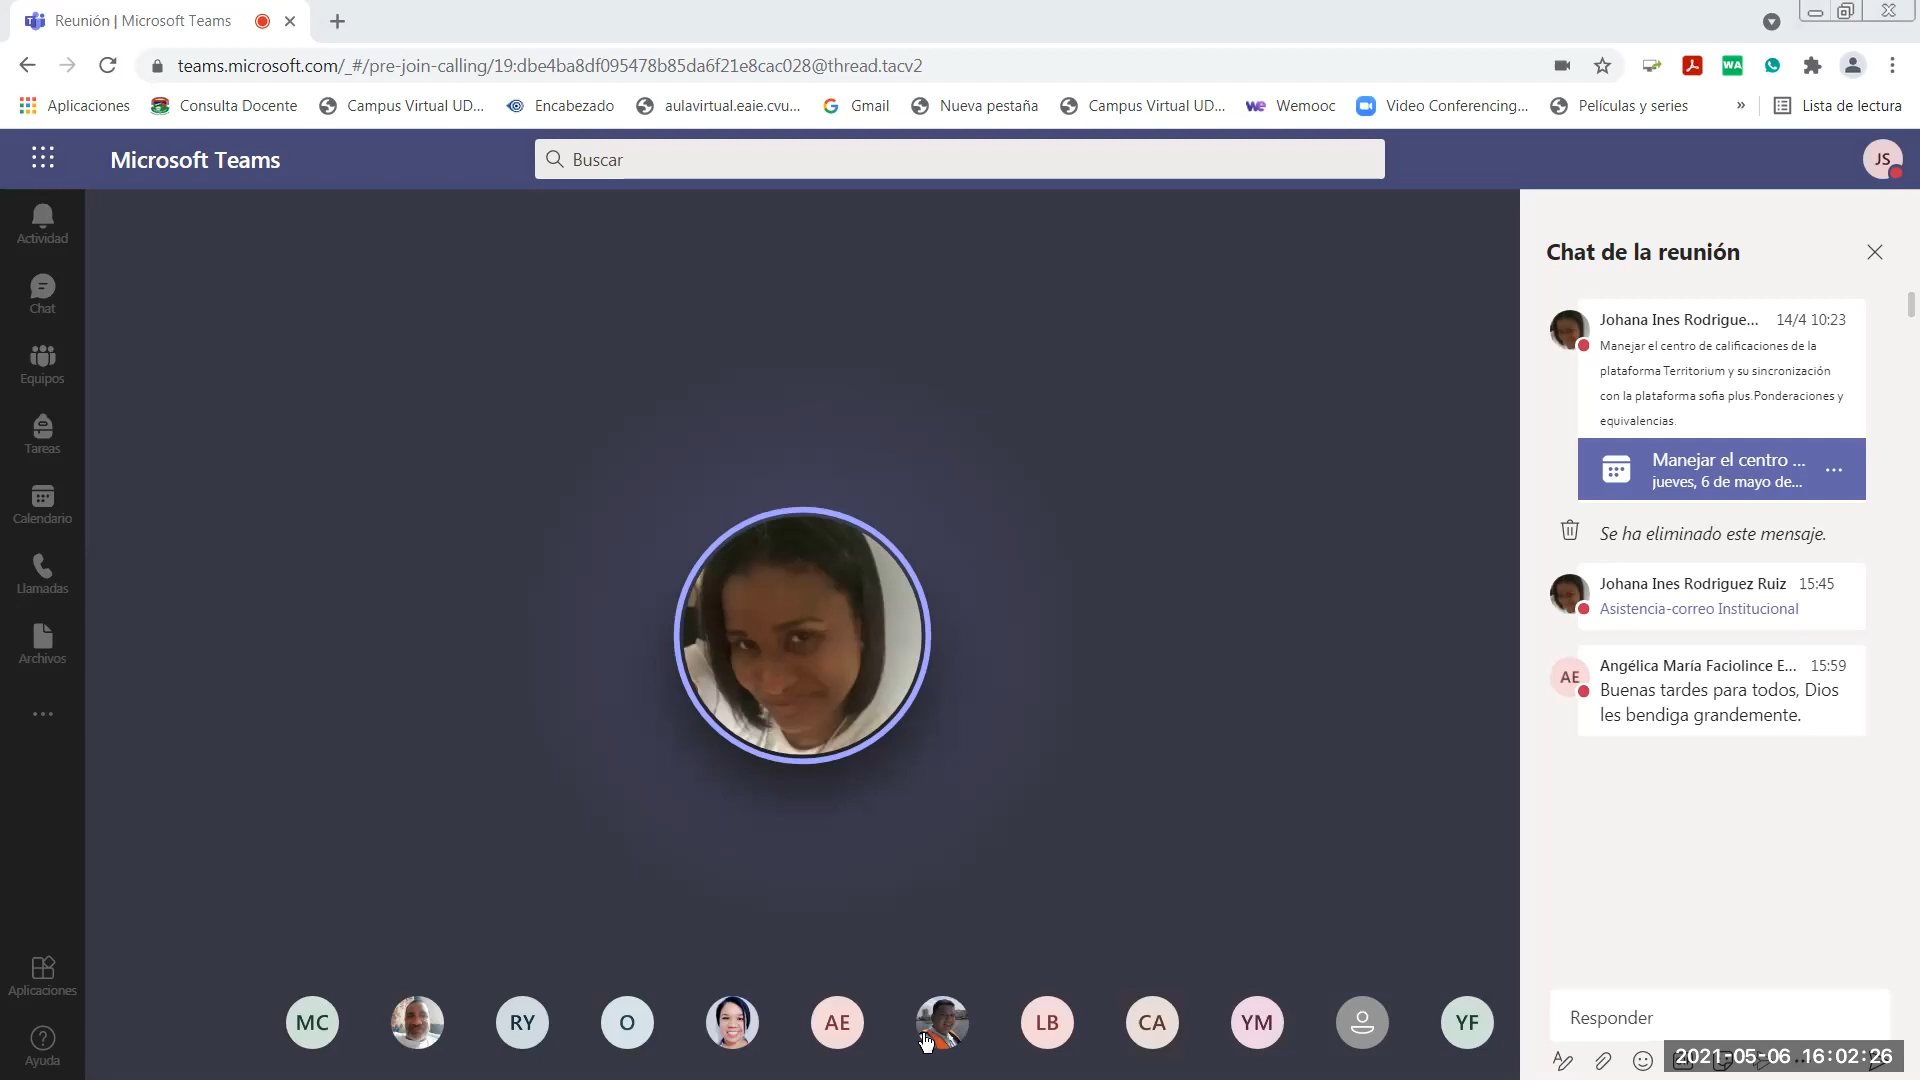 Reunión | Microsoft Teams
teams.microsoft.com/_#/pre-join-calling/19:dbe4ba8df095478b85da6f21e8cac028@thread.tacv2
WA
Aplicaciones
Consulta Docente
Campus Virtual UD...
Encabezado
aulavirtual.eaie.cvu...
Gmail
Nueva pestaña
Campus Virtual UD...
Wemooc
Video Conferencing...
Películas y series
»
Lista de lectura
Microsoft Teams
Buscar
JS
Actividad
Chat
Equipos
Tareas
Calendario
Llamadas
Archivos
Aplicaciones
Ayuda
Chat de la reunión
Johana Ines Rodrigue... 14/4 10:23
Manejar el centro de calificaciones de la
plataforma Territorium y su sincronización
con la plataforma sofia plus.Ponderaciones y
equivalencias.
Manejar el centro ...
jueves, 6 de mayo de...
Se ha eliminado este mensaje.
Johana Ines Rodriguez Ruiz 15:45
Asistencia-correo Institucional
AE
Angélica María Faciolince E... 15:59
Buenas tardes para todos, Dios
les bendiga grandemente.
MC
RY
O
AE
LB
CA
YM
YF
Responder
2021-05-06 16:02:26